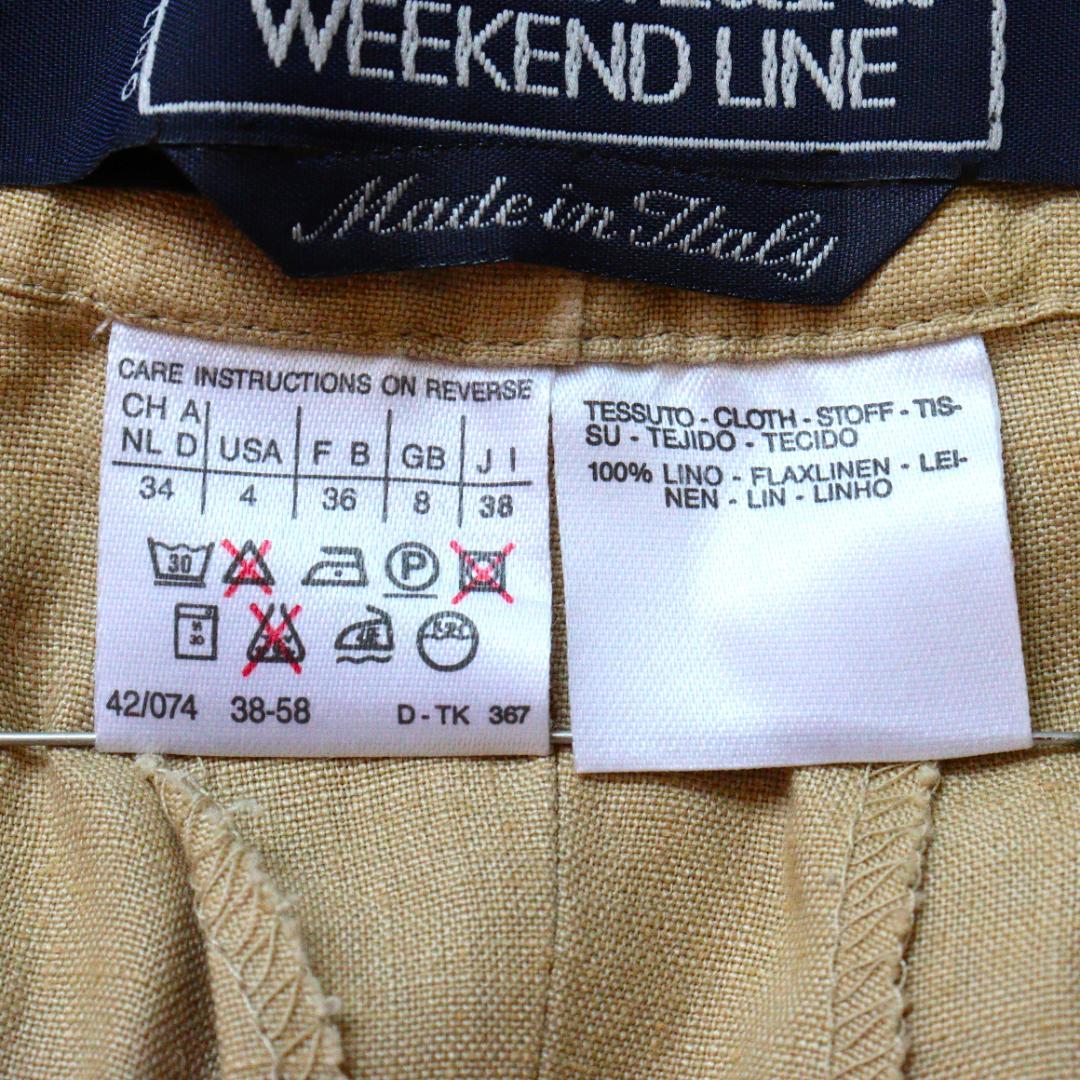 WEEKEND LINE
Made in Italy
CARE INSTRUCTIONS ON REVERSE
CH A
NL D USA F B GB J I
34 4 36 8 38
30 P
30
42/074 38-58 D - TK 367
TESSUTO - CLOTH - STOFF - TIS-
SU - TEJIDO - TECIDO
100% LINO - FLAXLINEN - LEI-
NEN - LIN - LINHO